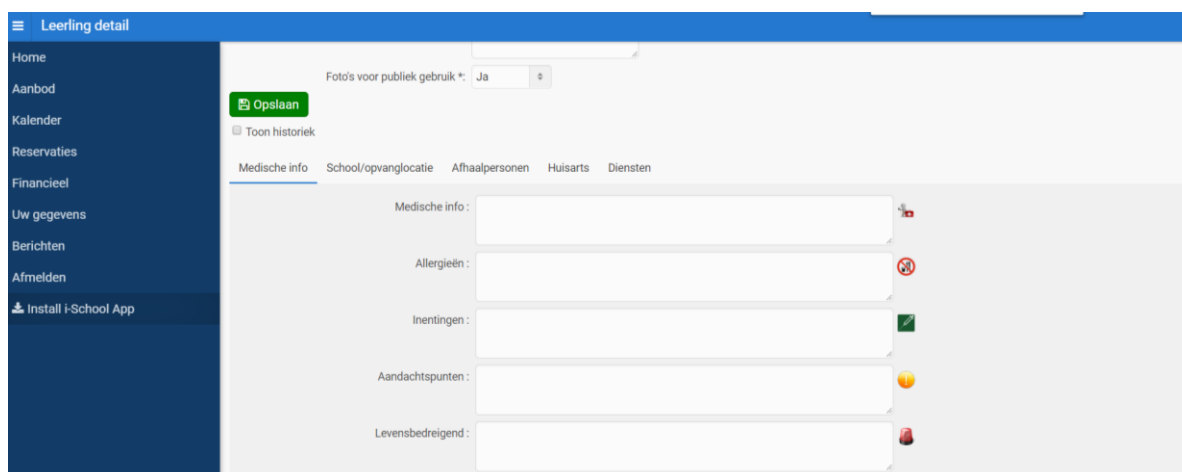 Leerling detail
Home
Aanbod
Kalender
Reservaties
Financieel
Uw gegevens
Berichten
Afmelden
Install i-School App
Foto's voor publiek gebruik *: Ja
Opslaan
Toon historiek
Medische info School/opvanglocatie Afhaalpersonen Huisarts Diensten
Medische info :
Allergieën :
Inentingen :
Aandachtspunten :
Levensbedreigend :